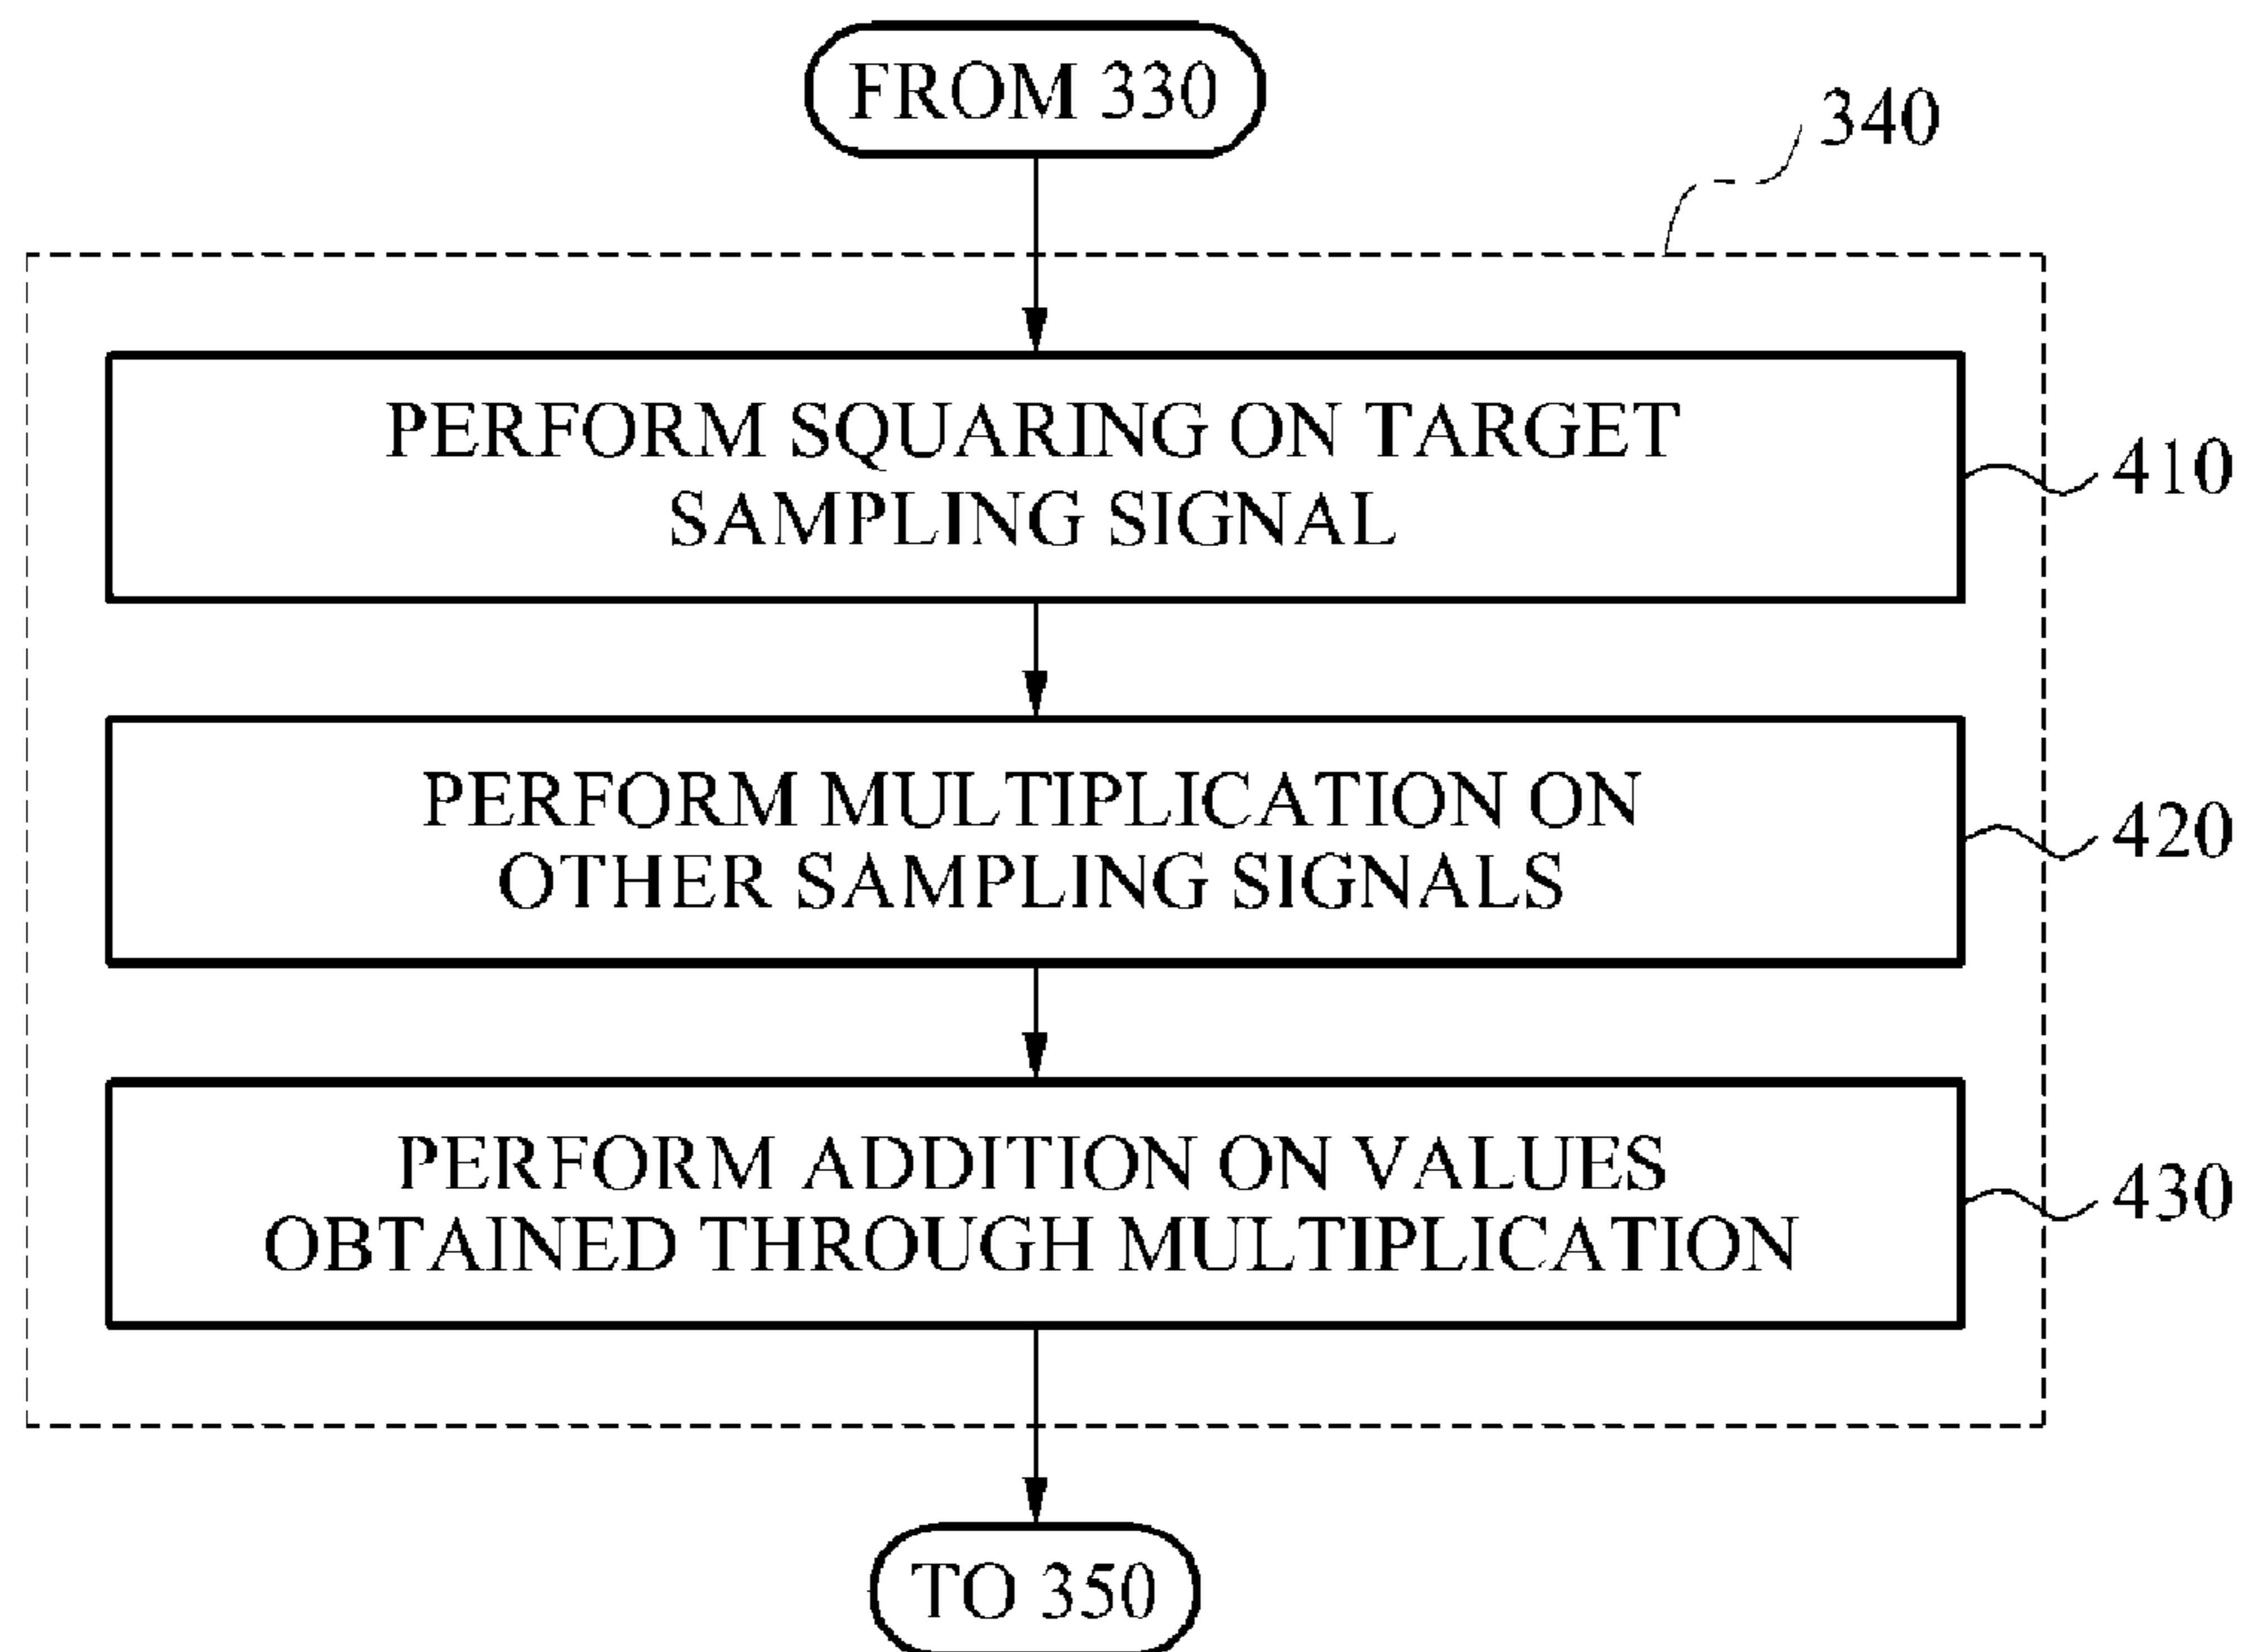 FROM 330
340
PERFORM SQUARING ON TARGET
SAMPLING SIGNAL
410
PERFORM MULTIPLICATION ON
OTHER SAMPLING SIGNALS
420
PERFORM ADDITION ON VALUES
OBTAINED THROUGH MULTIPLICATION
430
TO 350